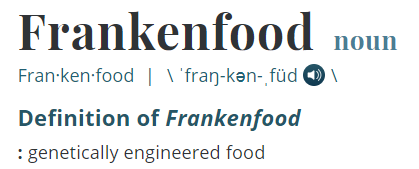 Frankenfood noun
Fran·ken·food | \ ˈfraŋ-kən-ˌfüd \
Definition of Frankenfood
: genetically engineered food